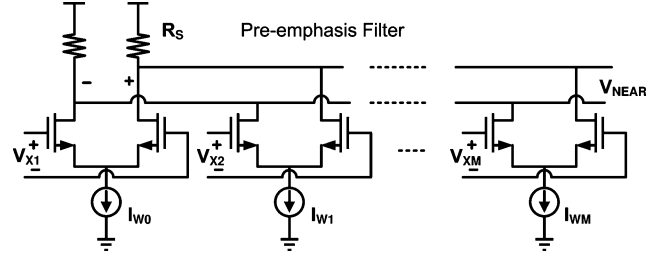 R_S
Pre-emphasis Filter
− +
V_NEAR
+ V_X1 −
+ V_X2 −
+ V_XM −
I_W0
I_W1
I_WM